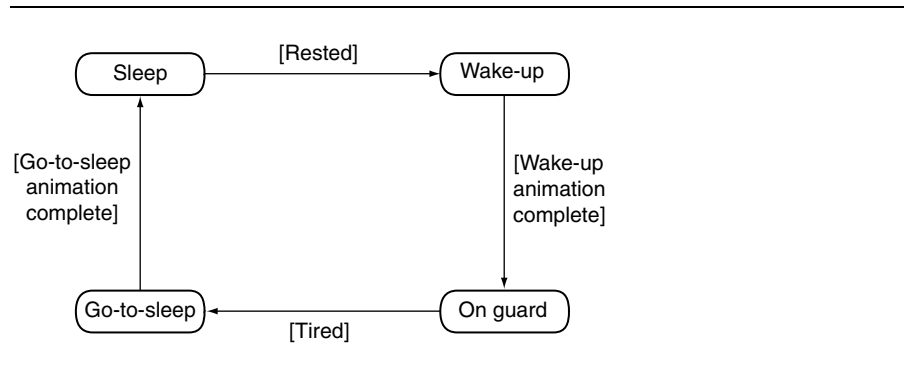 [Rested]
Sleep
Wake-up
[Go-to-sleep
animation
complete]
[Wake-up
animation
complete]
Go-to-sleep
On guard
[Tired]